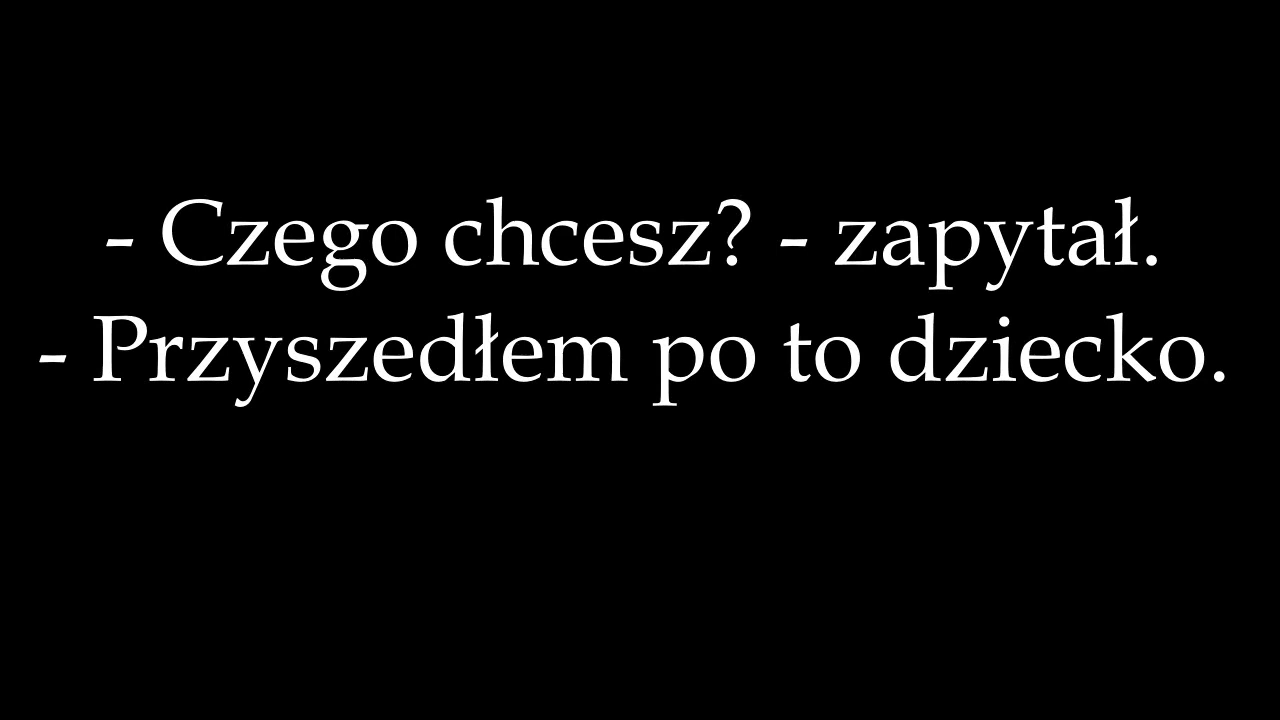 - Czego chcesz? - zapytał.
- Przyszedłem po to dziecko.